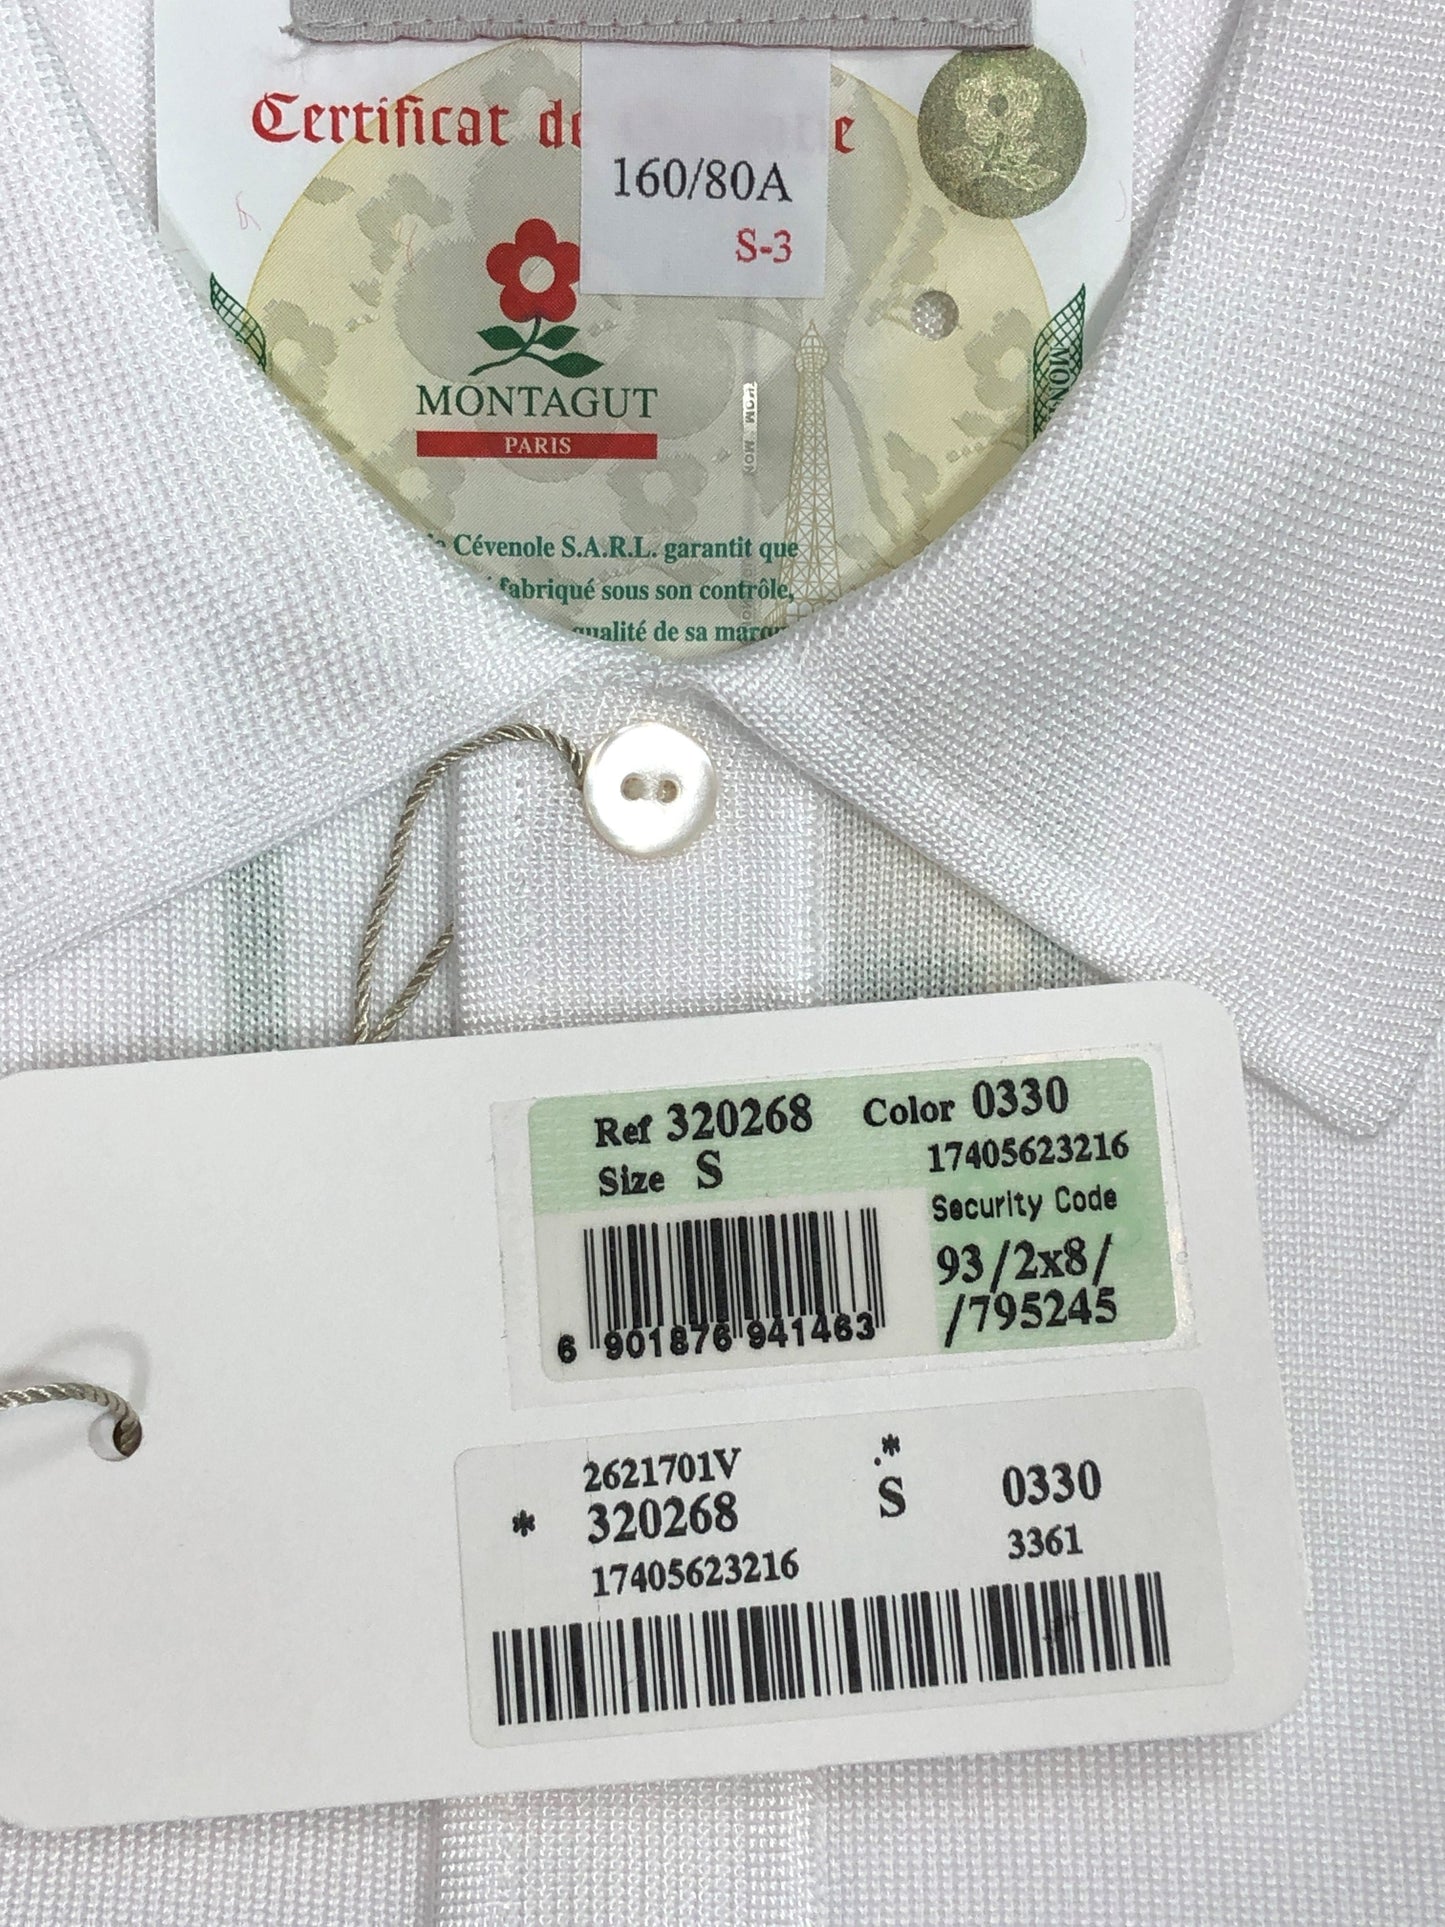 Certificat de
160/80A
S-3
MONTAGUT
PARIS
Cévenole S.A.R.L. garantit que
fabriqué sous son contrôle,
qualité de sa marque
Ref 320268 Color 0330
Size S 17405623216
Security Code
93/2x8/
/795245
6 901876 941463
2621701V
* 320268 .* S 0330
17405623216 3361